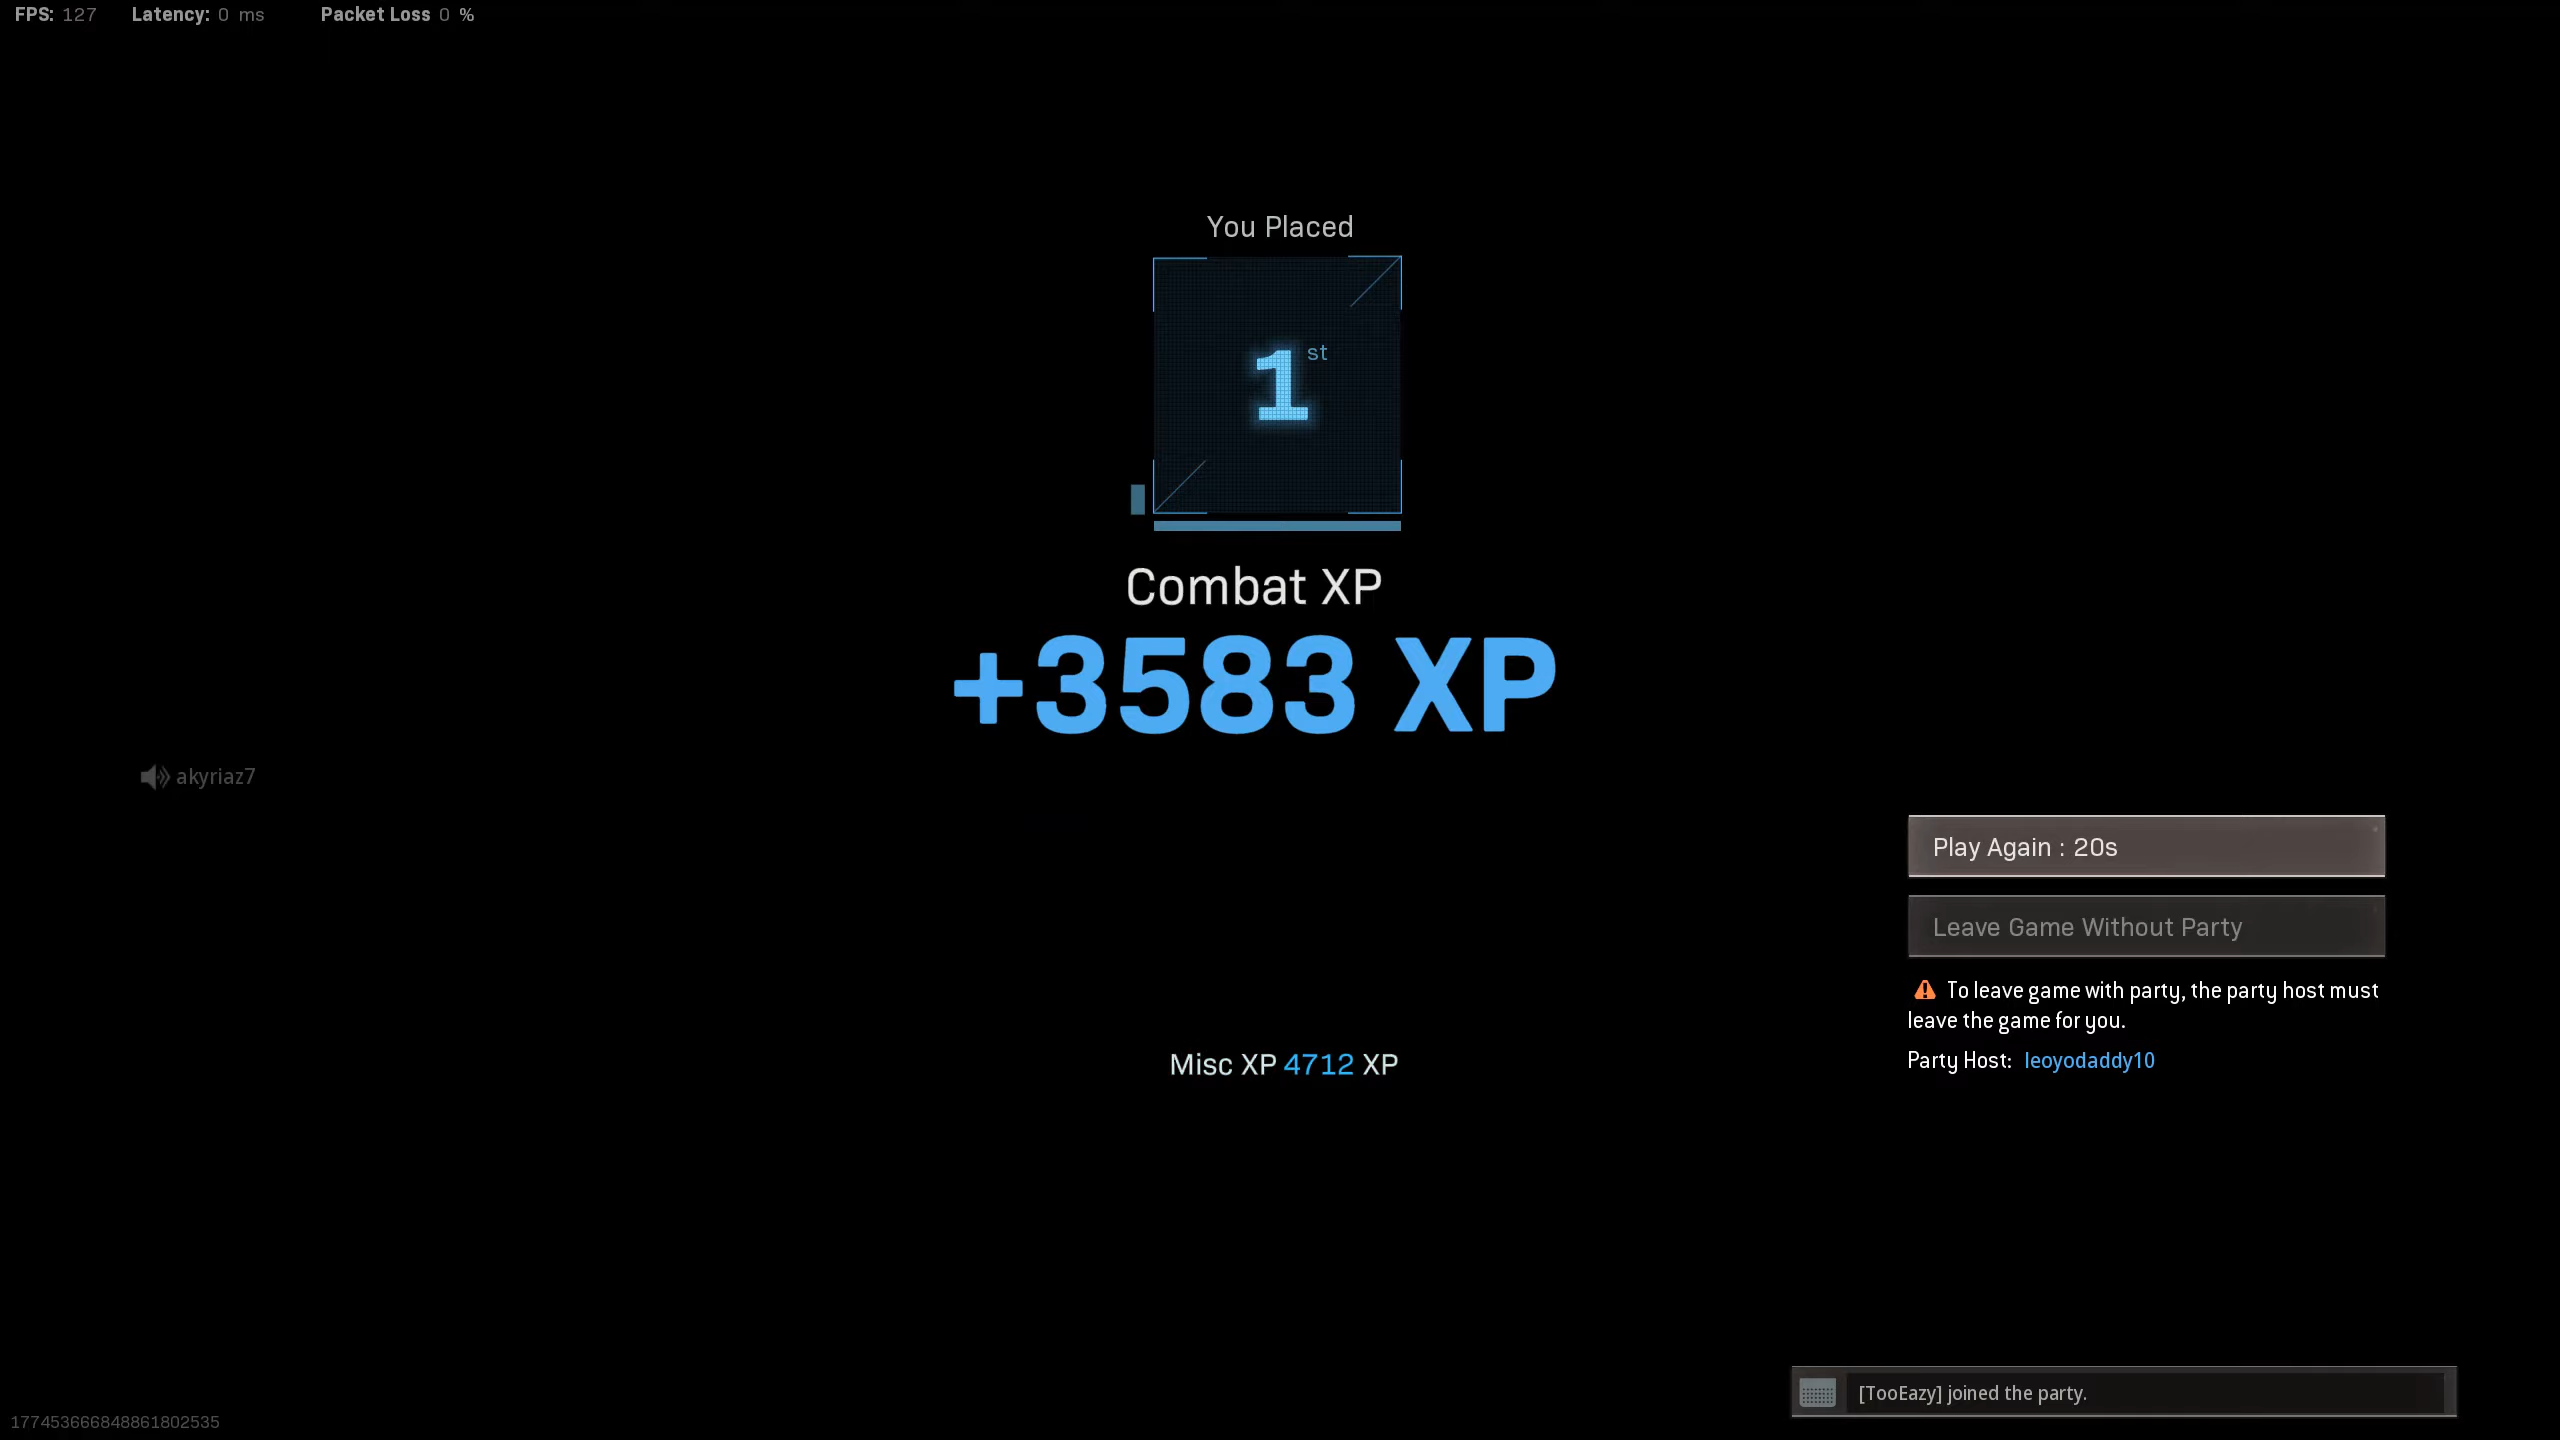 FPS: 127 Latency: 0 ms Packet Loss 0 %
You Placed
1st
Combat XP
+3583 XP
akyriaz7
Play Again : 20s
Leave Game Without Party
To leave game with party, the party host must
leave the game for you.
Party Host: leoyodaddy10
Misc XP 4712 XP
[TooEazy] joined the party.
177453666848861802535